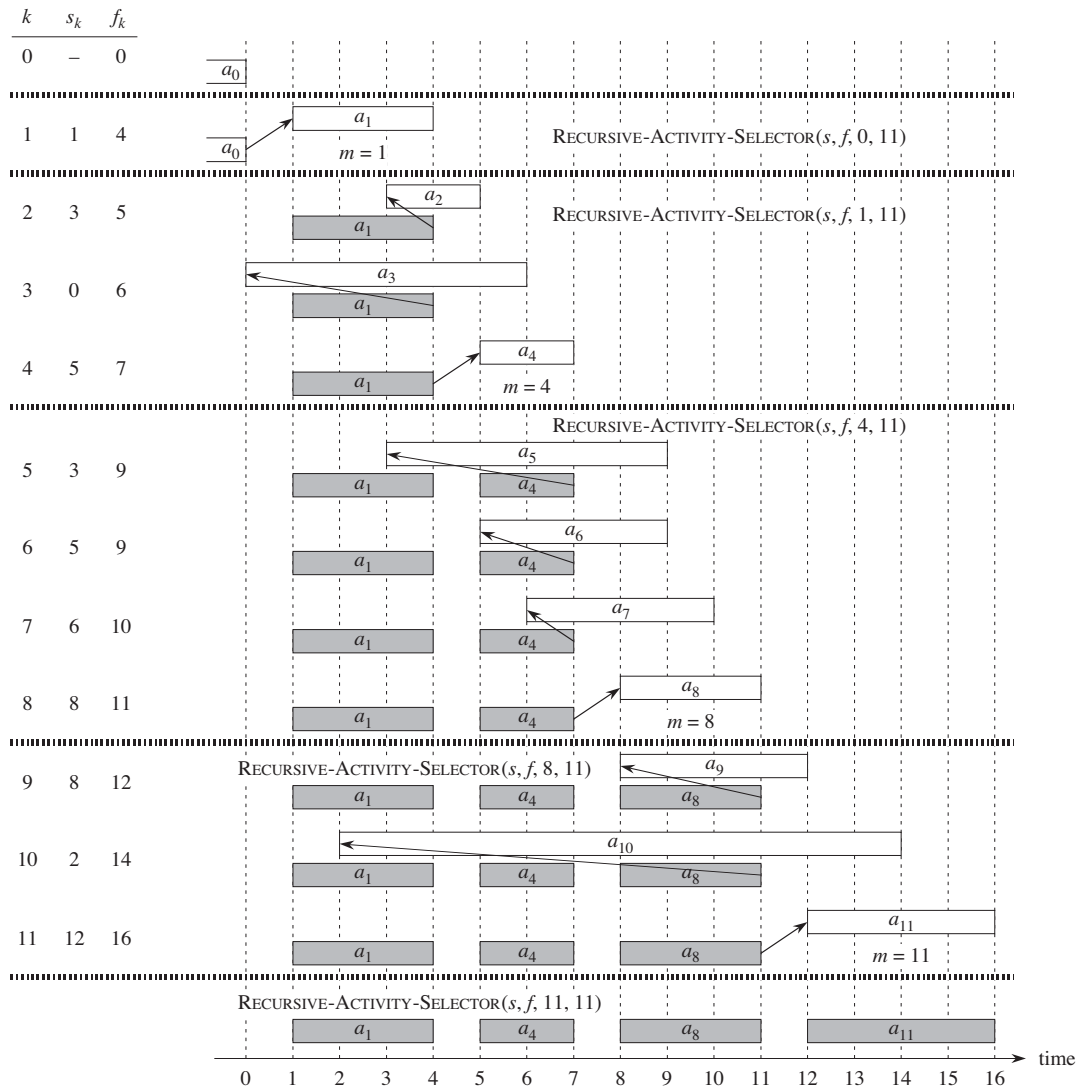 k s_k f_k
0 – 0
a_0
1 1 4
a_1
a_0
m = 1
RECURSIVE-ACTIVITY-SELECTOR(s, f, 0, 11)
2 3 5
a_2
RECURSIVE-ACTIVITY-SELECTOR(s, f, 1, 11)
a_1
3 0 6
a_3
a_1
4 5 7
a_4
a_1
m = 4
RECURSIVE-ACTIVITY-SELECTOR(s, f, 4, 11)
5 3 9
a_5
a_1 a_4
6 5 9
a_6
a_1 a_4
7 6 10
a_7
a_1 a_4
8 8 11
a_8
a_1 a_4
m = 8
RECURSIVE-ACTIVITY-SELECTOR(s, f, 8, 11)
9 8 12
a_9
a_1 a_4 a_8
10 2 14
a_10
a_1 a_4 a_8
11 12 16
a_11
a_1 a_4 a_8
m = 11
RECURSIVE-ACTIVITY-SELECTOR(s, f, 11, 11)
a_1 a_4 a_8 a_11
time
0 1 2 3 4 5 6 7 8 9 10 11 12 13 14 15 16